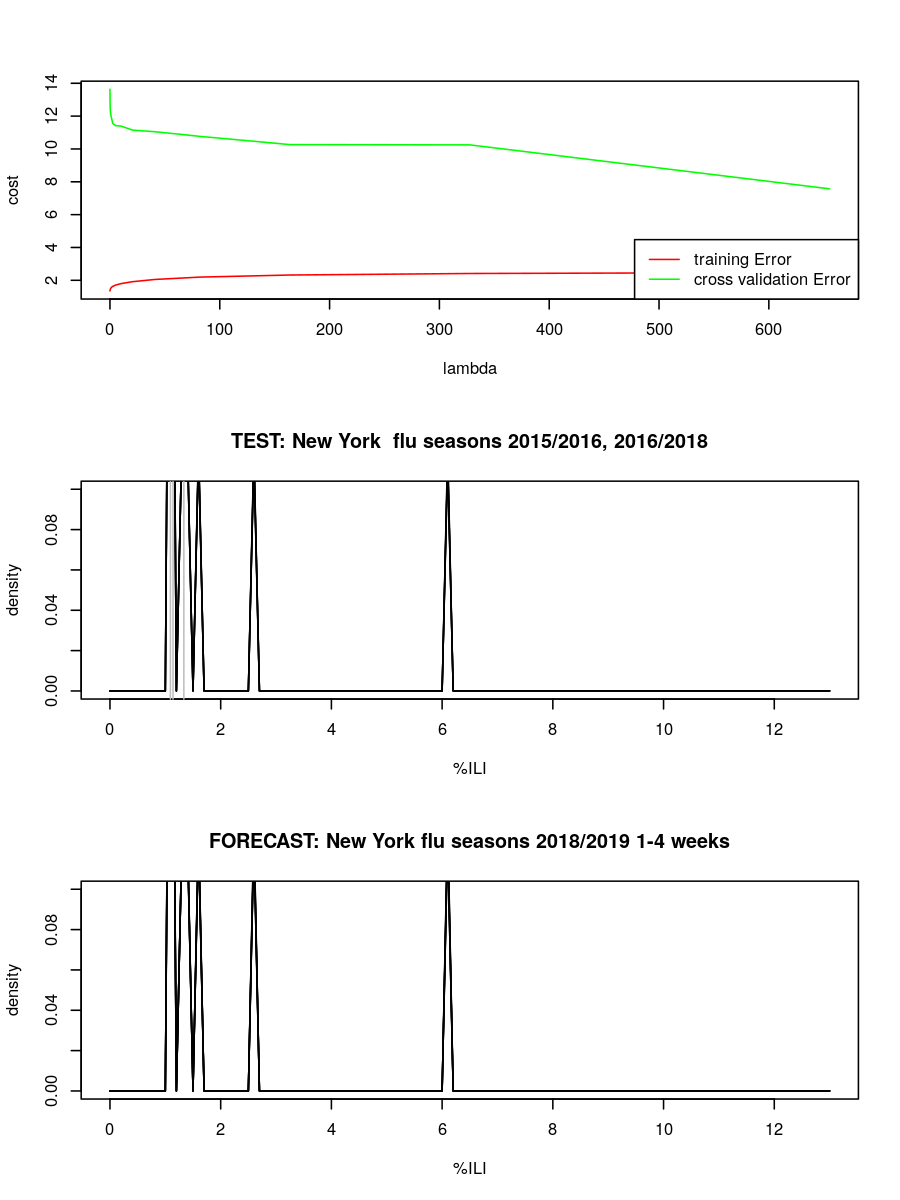 14
12
10
8
6
4
2
cost
training Error
cross validation Error
0 100 200 300 400 500 600
lambda
TEST: New York  flu seasons 2015/2016, 2016/2018
0.08
0.04
0.00
density
0 2 4 6 8 10 12
%ILI
FORECAST: New York flu seasons 2018/2019 1-4 weeks
0.08
0.04
0.00
density
0 2 4 6 8 10 12
%ILI